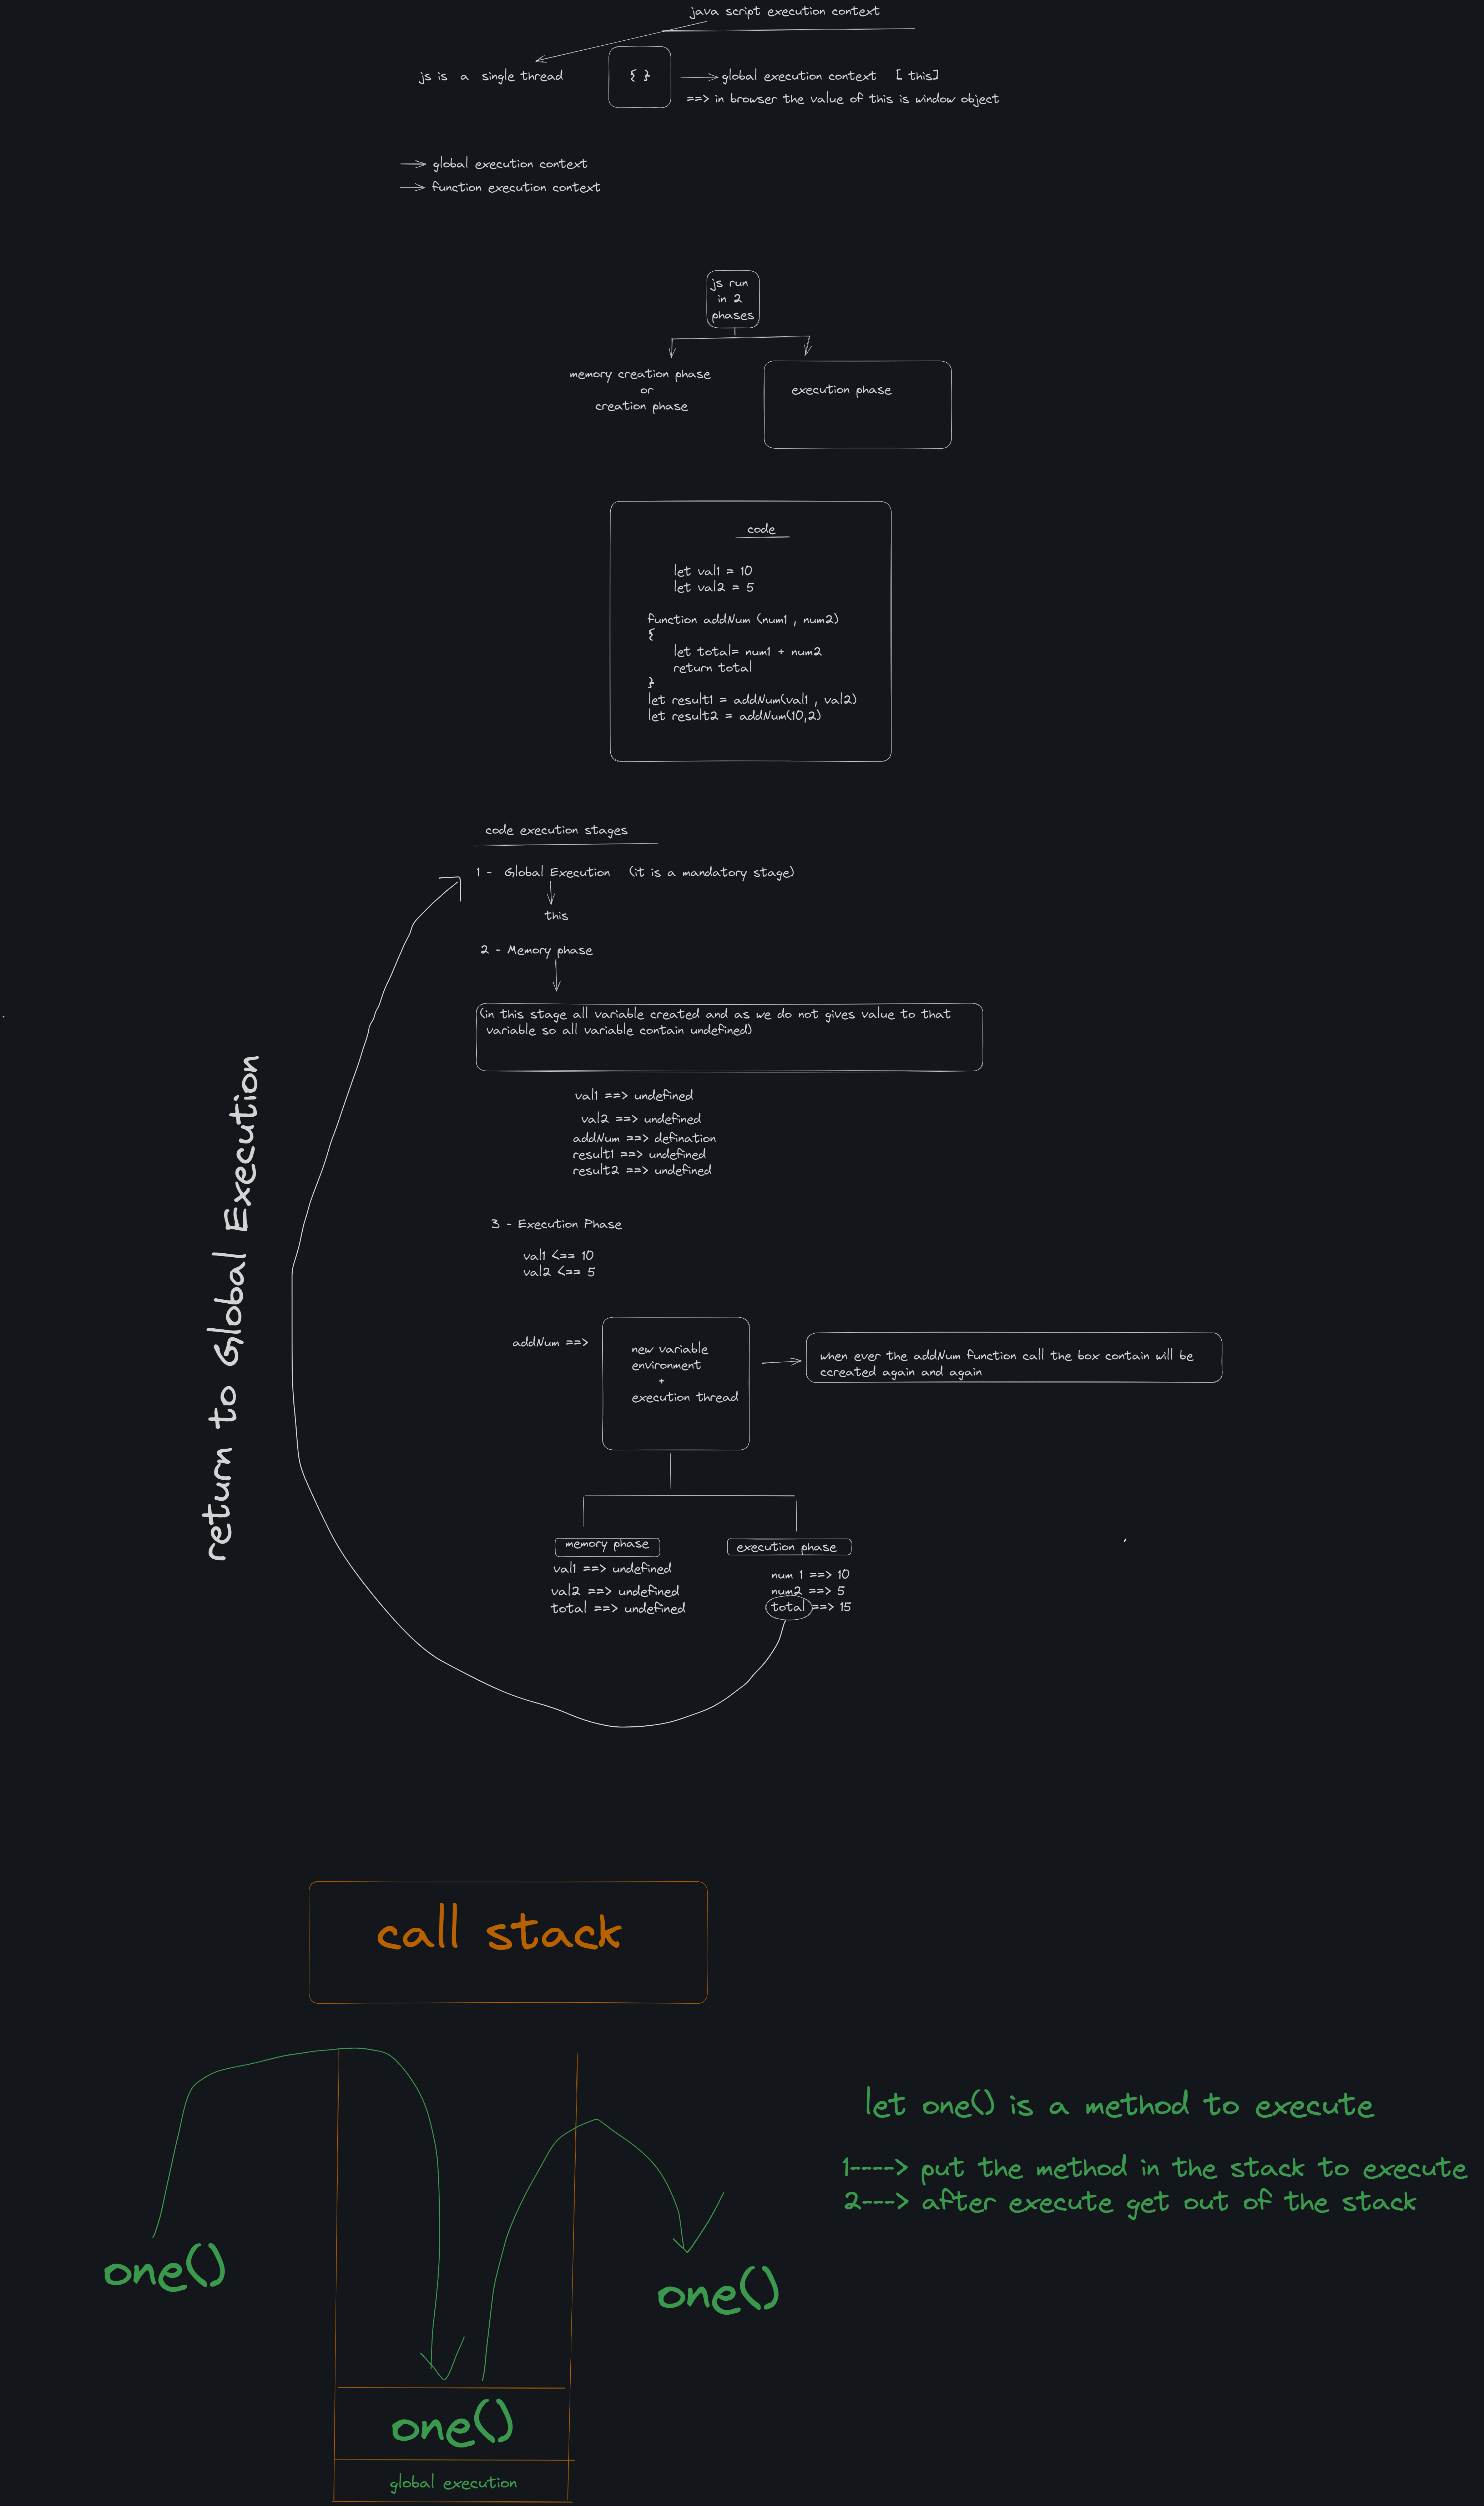 java script execution context
js is a single thread
{ }
global execution context [ this]
==> in browser the value of this is window object
global execution context
function execution context
js run
in 2
phases
memory creation phase
or
creation phase
execution phase
code
let val1 = 10
let val2 = 5
function addNum (num1 , num2)
{
let total= num1 + num2
return total
}
let result1 = addNum(val1 , val2)
let result2 = addNum(10,2)
code execution stages
1 - Global Execution (it is a mandatory stage)
this
2 - Memory phase
(in this stage all variable created and as we do not gives value to that
variable so all variable contain undefined)
val1 ==> undefined
val2 ==> undefined
addNum ==> defination
result1 ==> undefined
result2 ==> undefined
3 - Execution Phase
val1 <== 10
val2 <== 5
addNum ==>
new variable
environment
+
execution thread
when ever the addNum function call the box contain will be
ccreated again and again
memory phase
val1 ==> undefined
val2 ==> undefined
total ==> undefined
execution phase
num 1 ==> 10
num2 ==> 5
total ==> 15
return to Global Execution
call stack
let one() is a method to execute
1----> put the method in the stack to execute
2---> after execute get out of the stack
one()
one()
one()
global execution